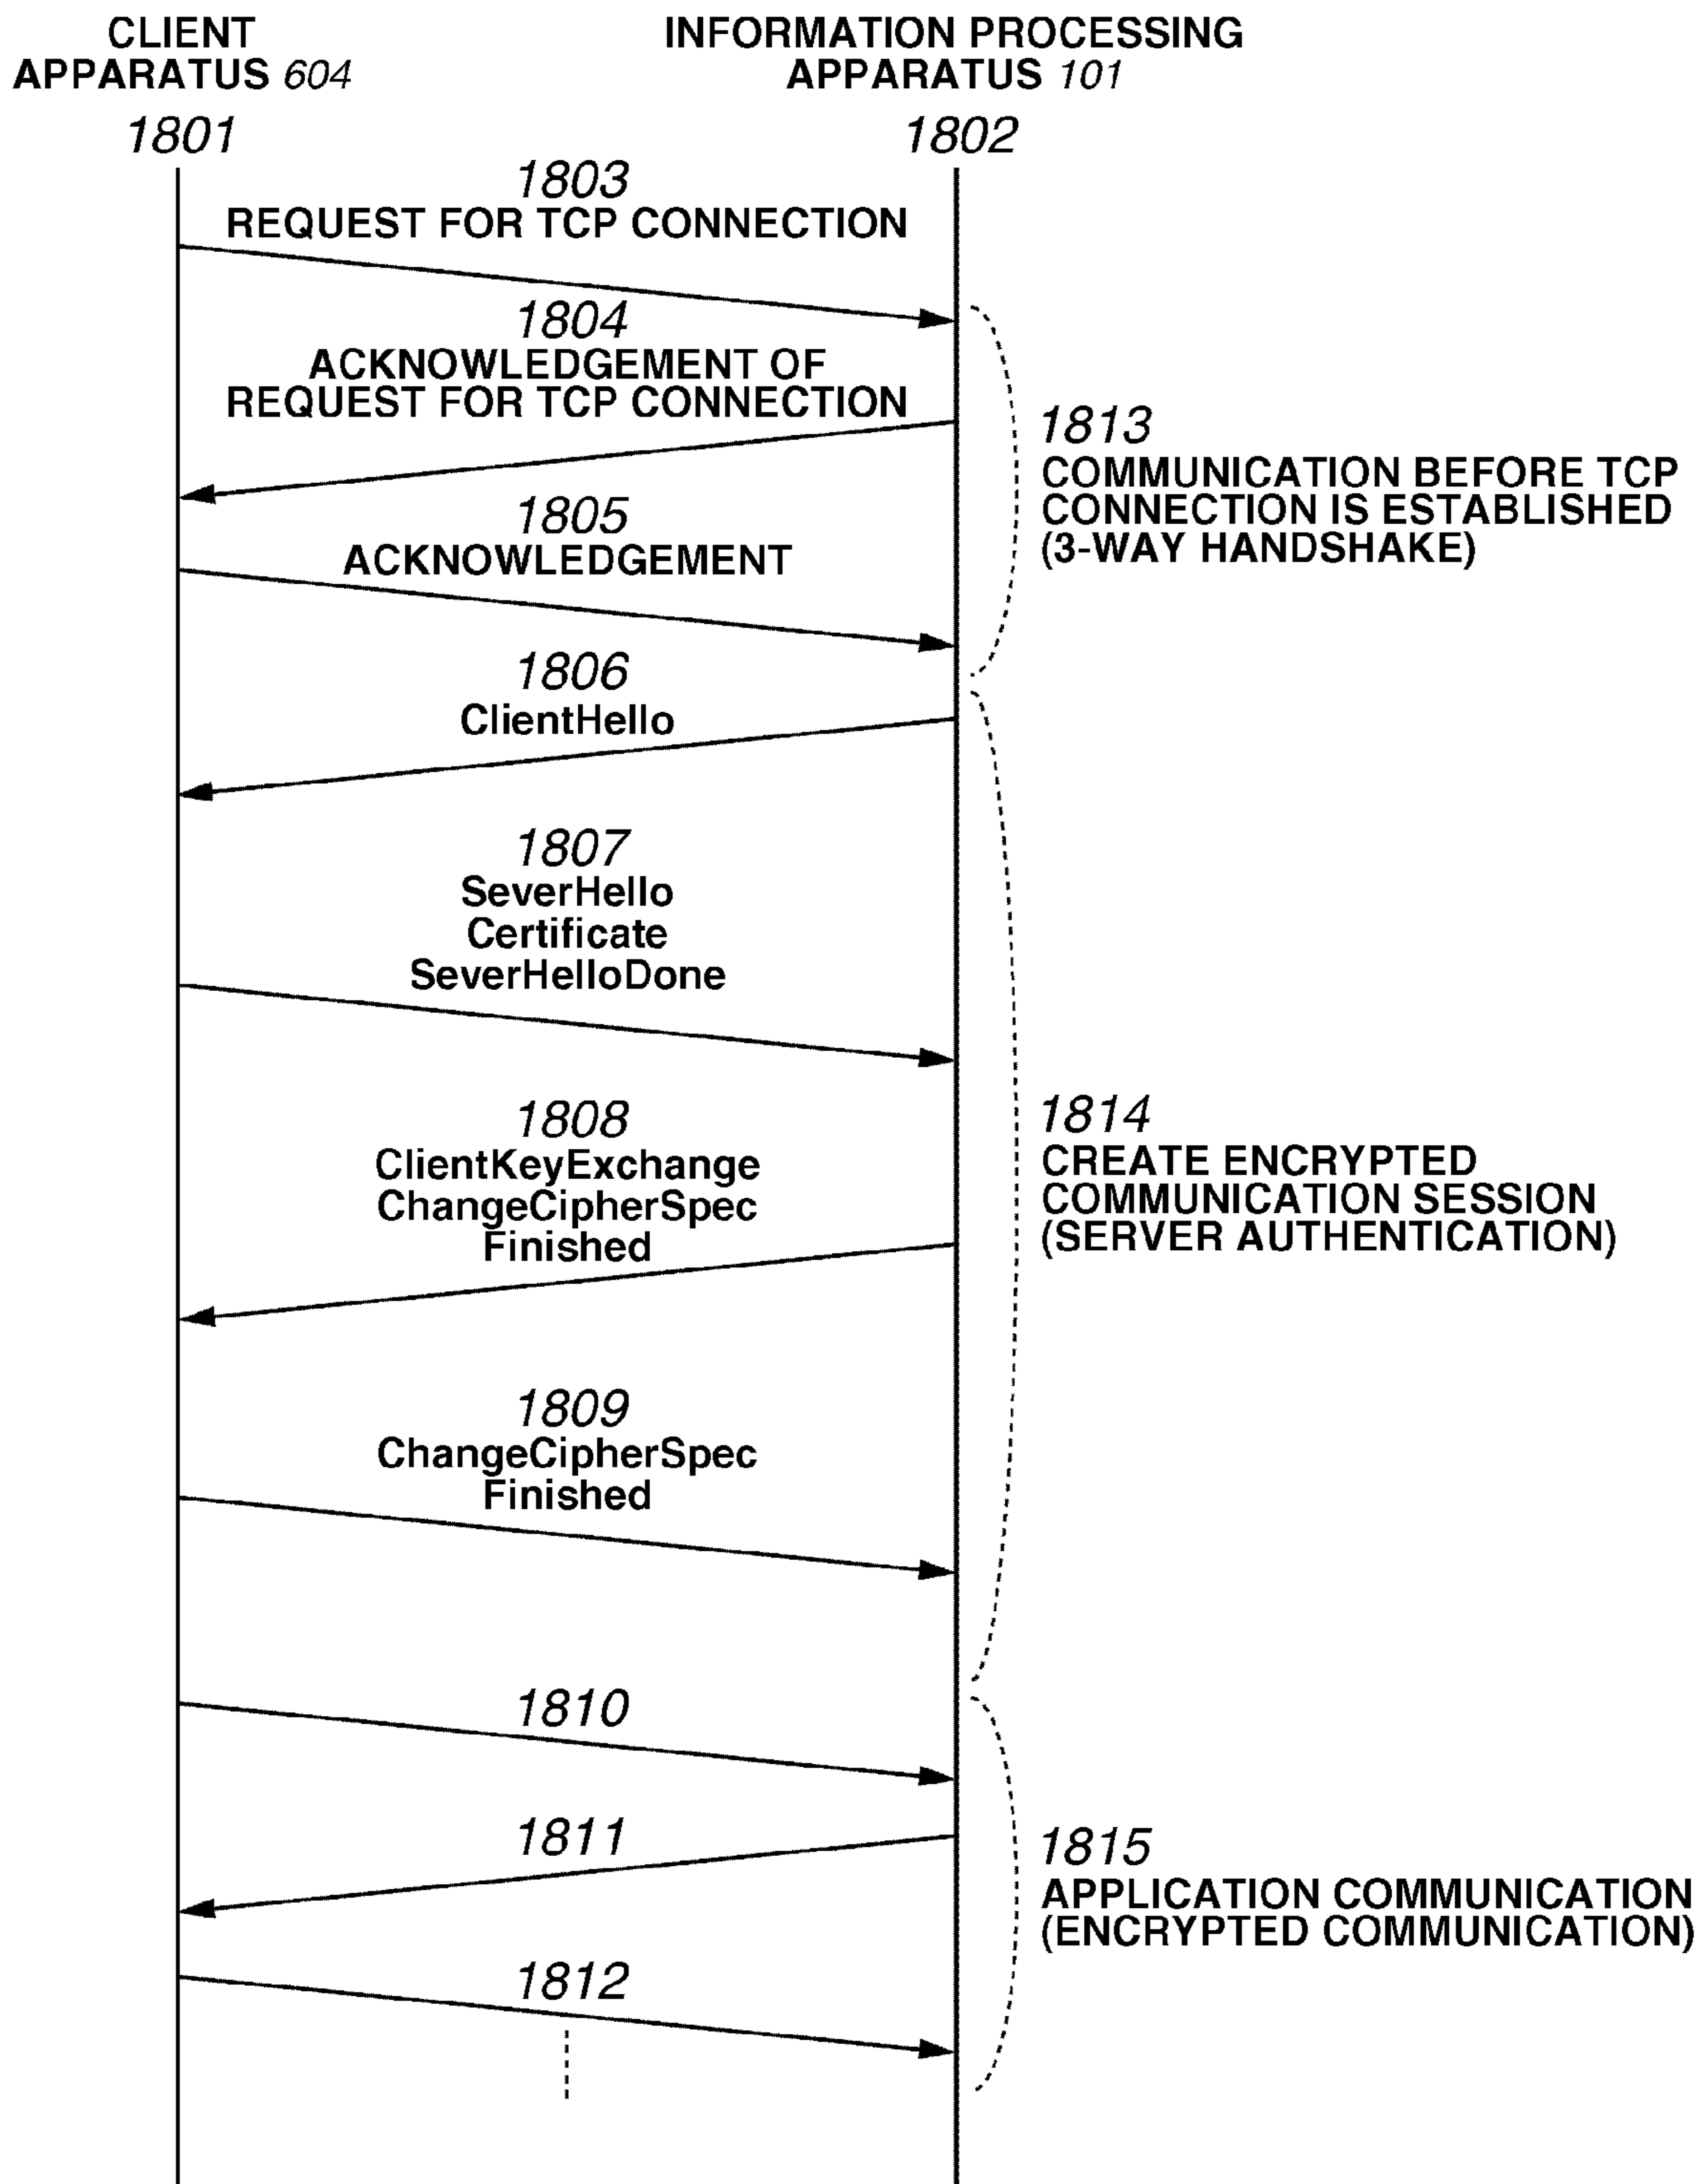 CLIENT
APPARATUS 604
1801
INFORMATION PROCESSING
APPARATUS 101
1802
1803
REQUEST FOR TCP CONNECTION
1804
ACKNOWLEDGEMENT OF
REQUEST FOR TCP CONNECTION
1805
ACKNOWLEDGEMENT
1813
COMMUNICATION BEFORE TCP
CONNECTION IS ESTABLISHED
(3-WAY HANDSHAKE)
1806
ClientHello
1807
SeverHello
Certificate
SeverHelloDone
1808
ClientKeyExchange
ChangeCipherSpec
Finished
1809
ChangeCipherSpec
Finished
1814
CREATE ENCRYPTED
COMMUNICATION SESSION
(SERVER AUTHENTICATION)
1810
1811
1812
1815
APPLICATION COMMUNICATION
(ENCRYPTED COMMUNICATION)